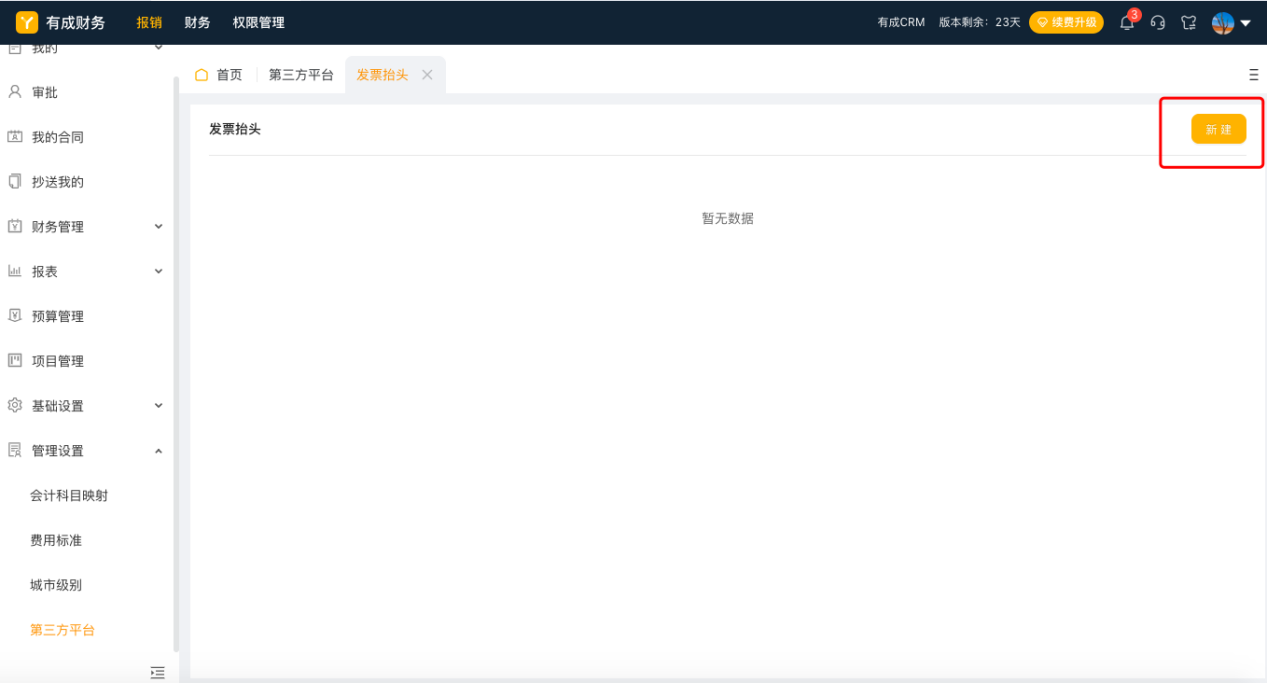 有成财务 报销 财务 权限管理 有成CRM 版本剩余：23天 续费升级 3
我的
审批
我的合同
抄送我的
财务管理
报表
预算管理
项目管理
基础设置
管理设置
会计科目映射
费用标准
城市级别
第三方平台
首页 第三方平台 发票抬头
发票抬头 新建
暂无数据